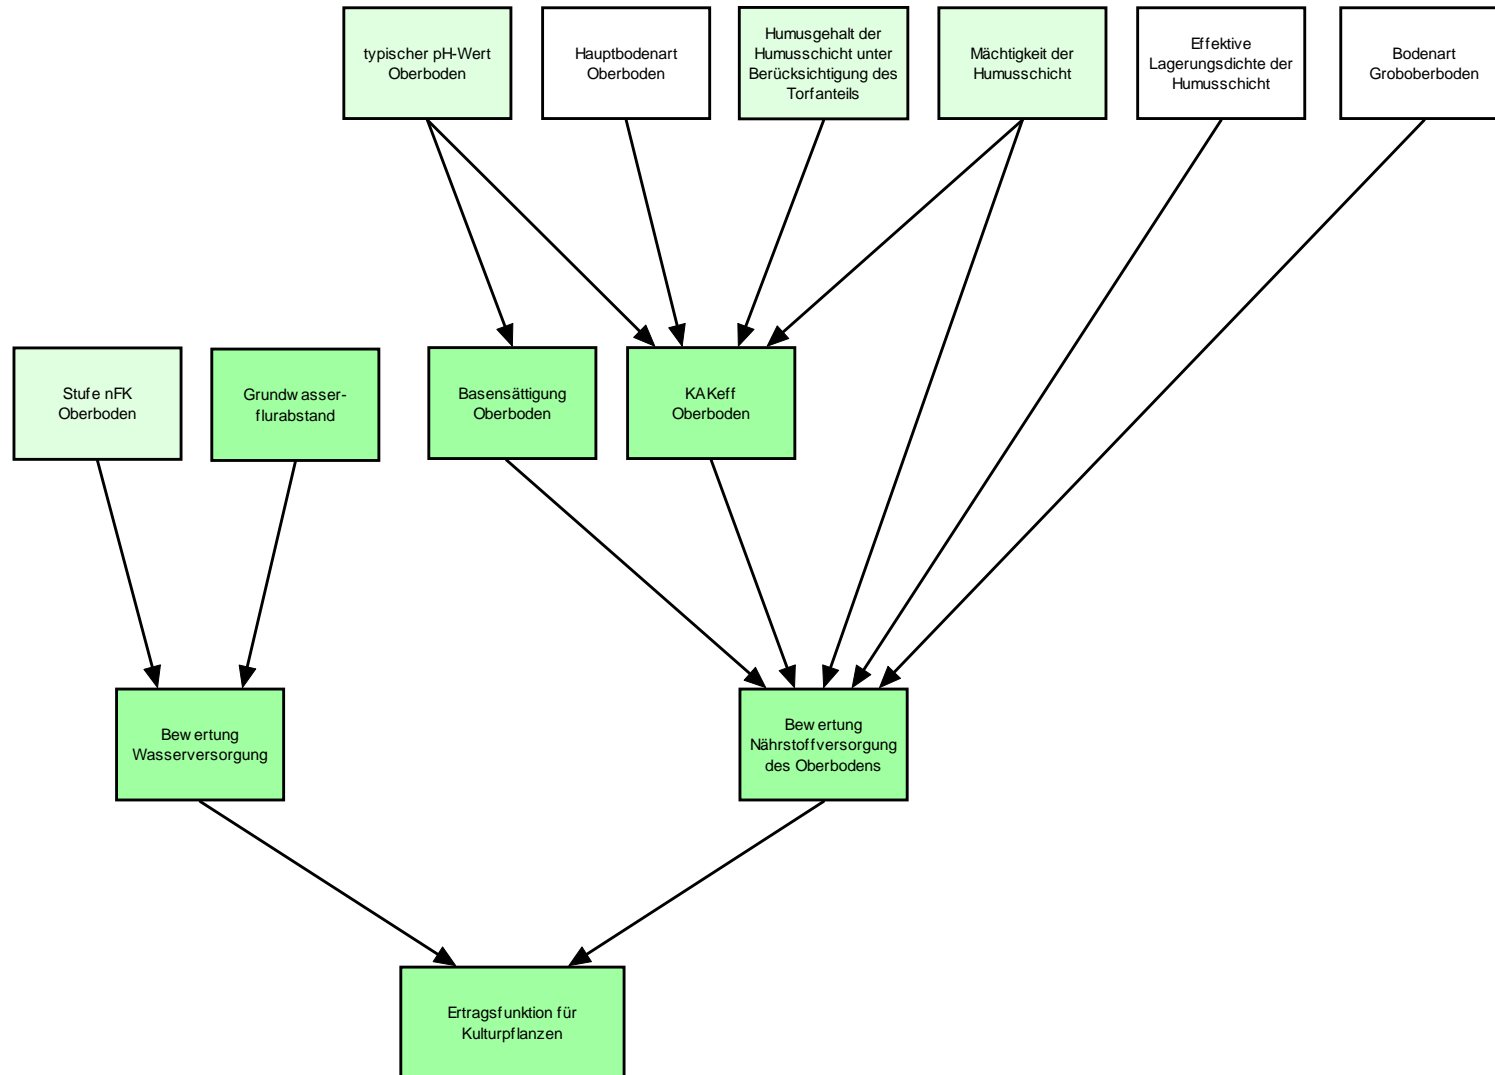 typischer pH-Wert
Oberboden
Hauptbodenart
Oberboden
Humusgehalt der
Humusschicht unter
Berücksichtigung des
Torfanteils
Mächtigkeit der
Humusschicht
Effektive
Lagerungsdichte der
Humusschicht
Bodenart
Groboberboden
Stufe nFK
Oberboden
Grundwasser-
flurabstand
Basensättigung
Oberboden
KAKeff
Oberboden
Bewertung
Wasserversorgung
Bewertung
Nährstoffversorgung
des Oberbodens
Ertragsfunktion für
Kulturpflanzen